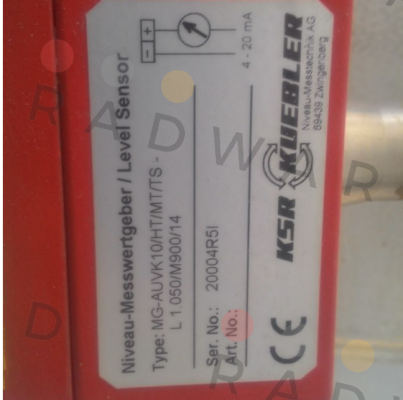 Niveau-Messwertgeber / Level Sensor
Type: MG-AUVK10/HT/MT/TS -
L 1.050/M900/14
Ser. No.: 20004R5I
Art. No.:
4 - 20 mA
KSR KUEBLER
Niveau-Messtechnik AG
69439 Zwingenberg
CE
RADWAR